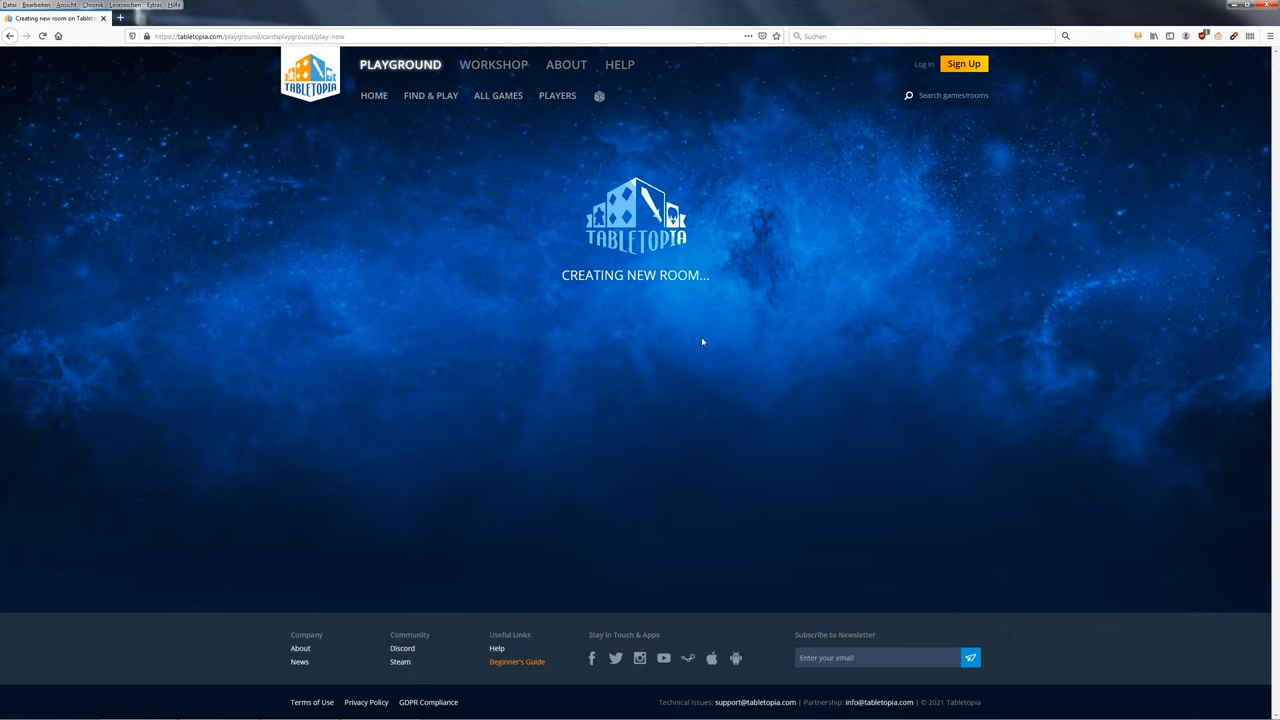 Datei Bearbeiten Ansicht Chronik Lesezeichen Extras Hilfe
Creating new room on Tableto
https://tabletopia.com/playground/cardsplayground/play-now
Suchen
TABLETOPIA
PLAYGROUND WORKSHOP ABOUT HELP
Log In Sign Up
HOME FIND & PLAY ALL GAMES PLAYERS
Search games/rooms
TABLETOPIA
CREATING NEW ROOM...
Company Community Useful Links Stay in Touch & Apps Subscribe to Newsletter
About Discord Help
Enter your email
News Steam Beginner's Guide
Terms of Use Privacy Policy GDPR Compliance
Technical Issues: support@tabletopia.com | Partnership: info@tabletopia.com | © 2021 Tabletopia